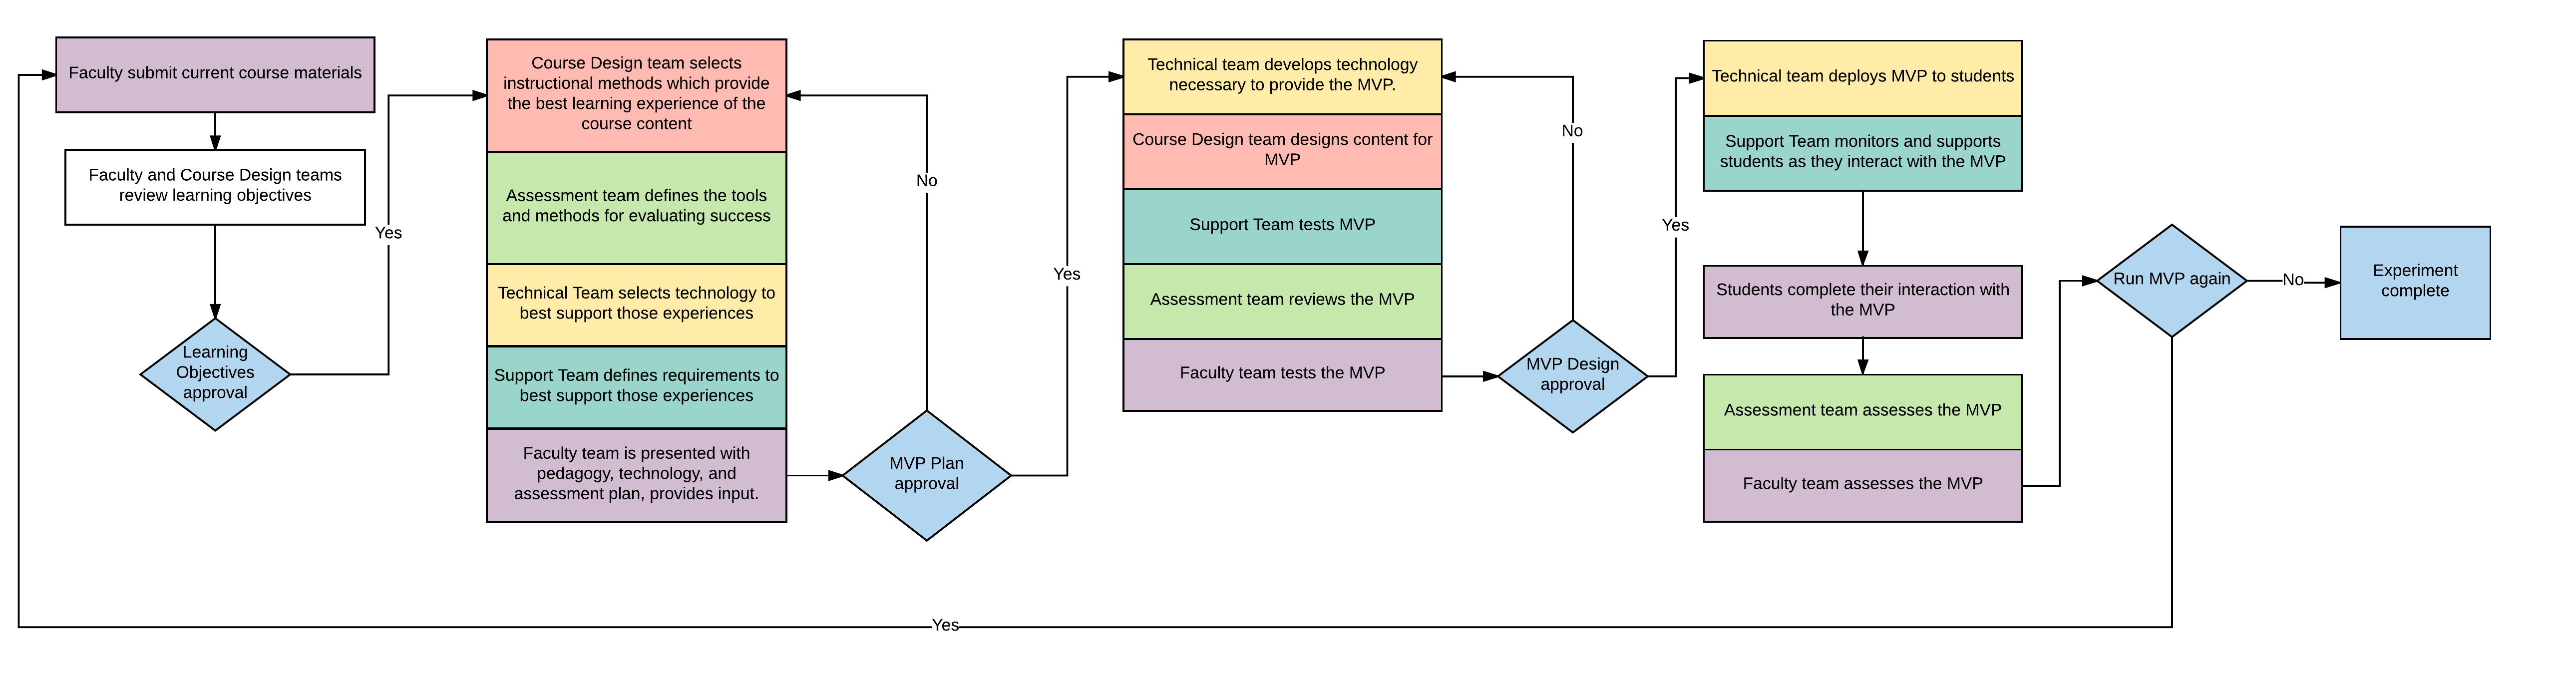 Faculty submit current course materials
Faculty and Course Design teams
review learning objectives
Learning
Objectives
approval
Yes
Course Design team selects
instructional methods which provide
the best learning experience of the
course content
Assessment team defines the tools
and methods for evaluating success
Technical Team selects technology to
best support those experiences
Support Team defines requirements to
best support those experiences
Faculty team is presented with
pedagogy, technology, and
assessment plan, provides input.
No
MVP Plan
approval
Yes
Technical team develops technology
necessary to provide the MVP.
Course Design team designs content for
MVP
Support Team tests MVP
Assessment team reviews the MVP
Faculty team tests the MVP
No
MVP Design
approval
Yes
Technical team deploys MVP to students
Support Team monitors and supports
students as they interact with the MVP
Students complete their interaction with
the MVP
Assessment team assesses the MVP
Faculty team assesses the MVP
Run MVP again
No
Experiment
complete
Yes